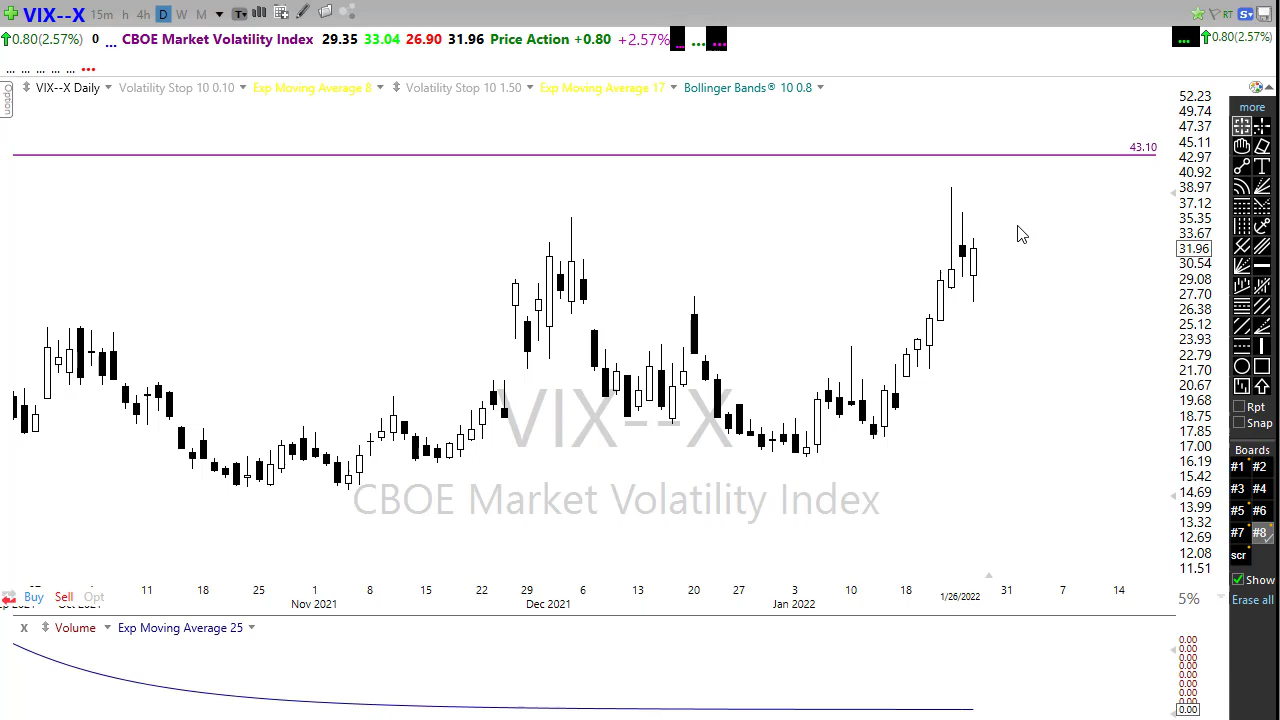 VIX--X 15m h 4h D W M T RT S
0.80(2.57%) 0 ... CBOE Market Volatility Index 29.35 33.04 26.90 31.96 Price Action +0.80 +2.57% ... ... ... ... 0.80(2.57%)
... ... ... ... ... ...
Option
VIX--X Daily Volatility Stop 10 0.10 Exp Moving Average 8 Volatility Stop 10 1.50 Exp Moving Average 17 Bollinger Bands® 10 0.8
43.10
52.23
49.74
47.37
45.11
42.97
40.92
38.97
37.12
35.35
33.67
31.96
30.54
29.08
27.70
26.38
25.12
23.93
22.79
21.70
20.67
19.68
18.75
17.85
17.00
16.19
15.42
14.69
13.99
13.32
12.69
12.08
11.51
VIX--X
CBOE Market Volatility Index
more
T
Rpt
Snap
Boards
#1 #2
#3 #4
#5 #6
#7 #8
scr
Show
Erase all
11 18 25 1 8 15 22 29 6 13 20 27 3 10 18 1/26/2022 31 7 14
Nov 2021 Dec 2021 Jan 2022
Buy Sell Opt
5%
X Volume Exp Moving Average 25
0.00
0.00
0.00
0.00
0.00
0.00
0.00
0.00
0.00